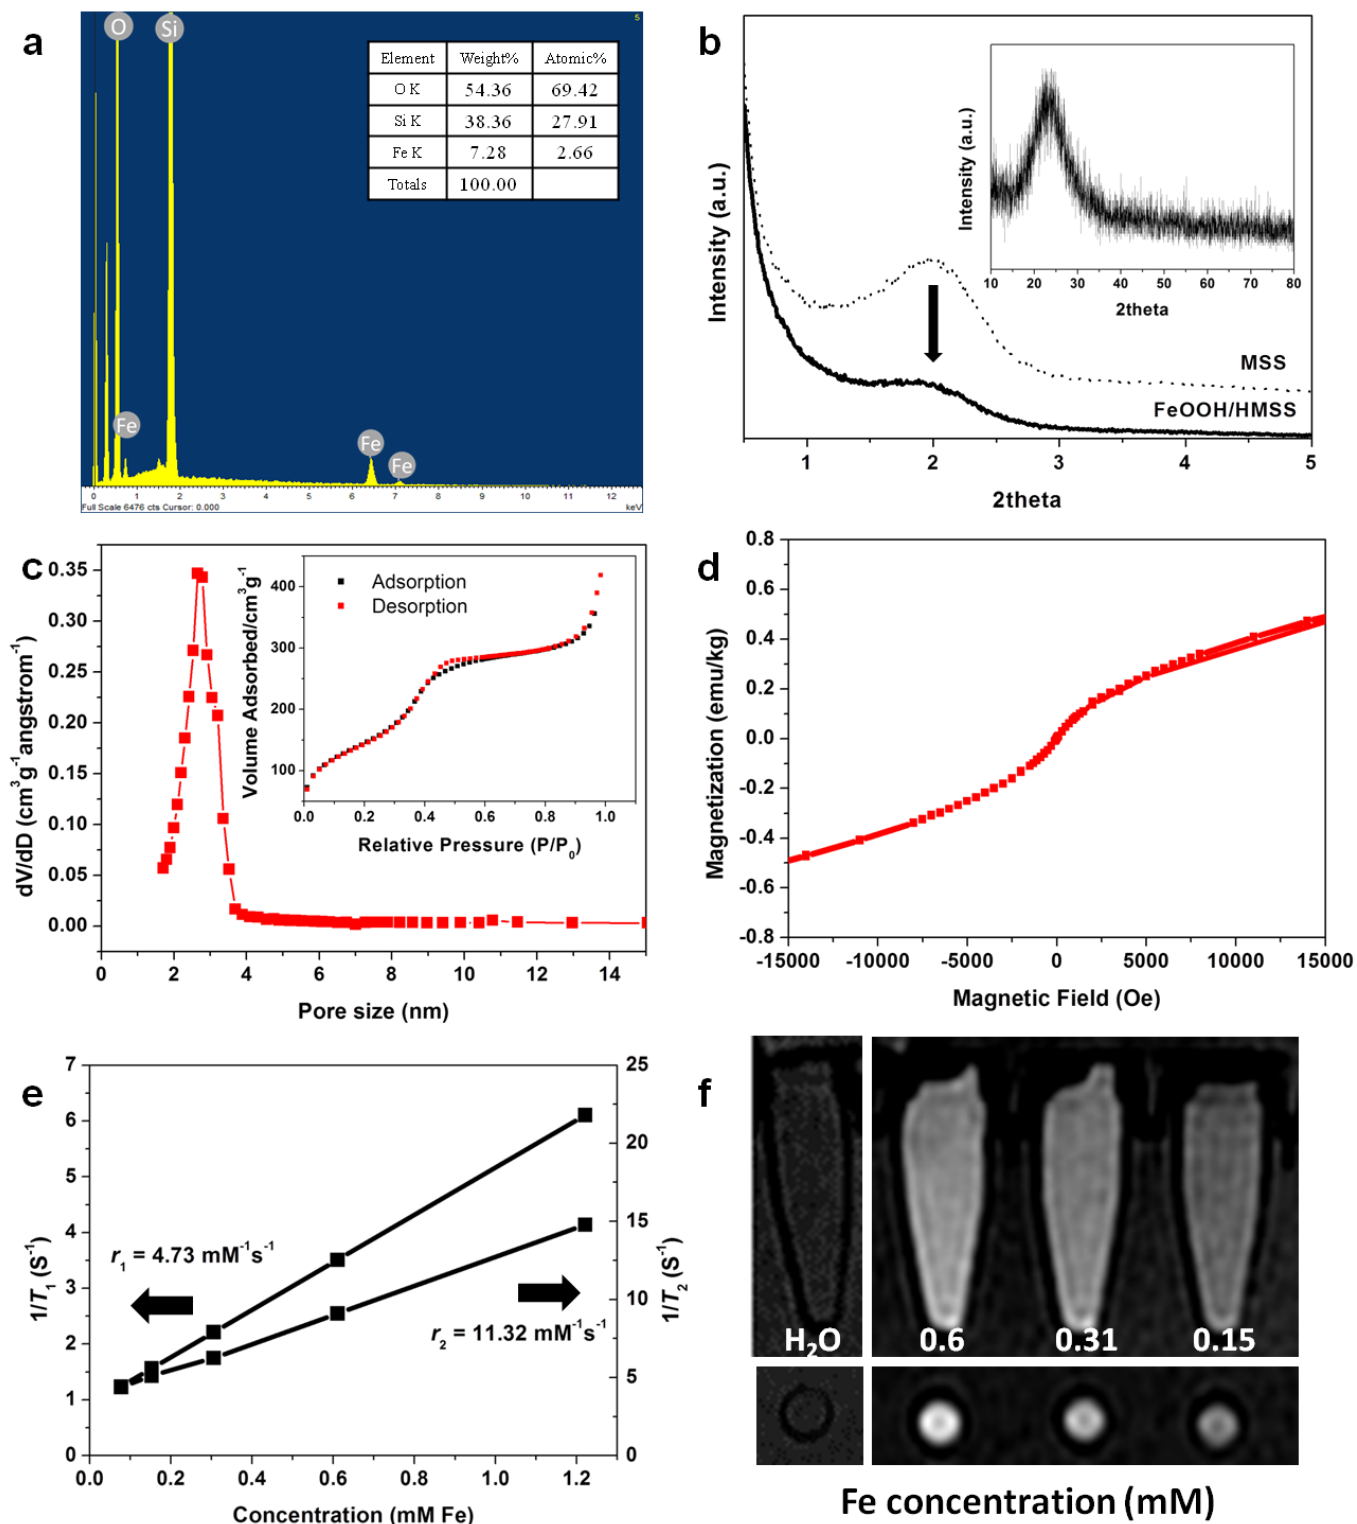 a
O
Si
5
Element Weight% Atomic%
O K 54.36 69.42
Si K 38.36 27.91
Fe K 7.28 2.66
Totals 100.00
Fe
Fe
Fe
0 1 2 3 4 5 6 7 8 9 10 11 12
Full Scale 6476 cts Cursor: 0.000
keV
b
Intensity (a.u.)
Intensity (a.u.)
10 20 30 40 50 60 70 80
2theta
MSS
FeOOH/HMSS
1 2 3 4 5
2theta
c
dV/dD (cm³g⁻¹angstrom⁻¹)
0.35
0.30
0.25
0.20
0.15
0.10
0.05
0.00
0 2 4 6 8 10 12 14
Pore size (nm)
Volume Adsorbed/cm³g⁻¹
400
300
200
100
Adsorption
Desorption
0.0 0.2 0.4 0.6 0.8 1.0
Relative Pressure (P/P₀)
d
Magnetization (emu/kg)
0.8
0.6
0.4
0.2
0.0
-0.2
-0.4
-0.6
-0.8
-15000 -10000 -5000 0 5000 10000 15000
Magnetic Field (Oe)
e
1/T₁ (S⁻¹)
7
6
5
4
3
2
1
0
r₁ = 4.73 mM⁻¹s⁻¹
r₂ = 11.32 mM⁻¹s⁻¹
25
20
15
10
5
0
1/T₂ (S⁻¹)
0.0 0.2 0.4 0.6 0.8 1.0 1.2
Concentration (mM Fe)
f
H₂O 0.6 0.31 0.15
Fe concentration (mM)